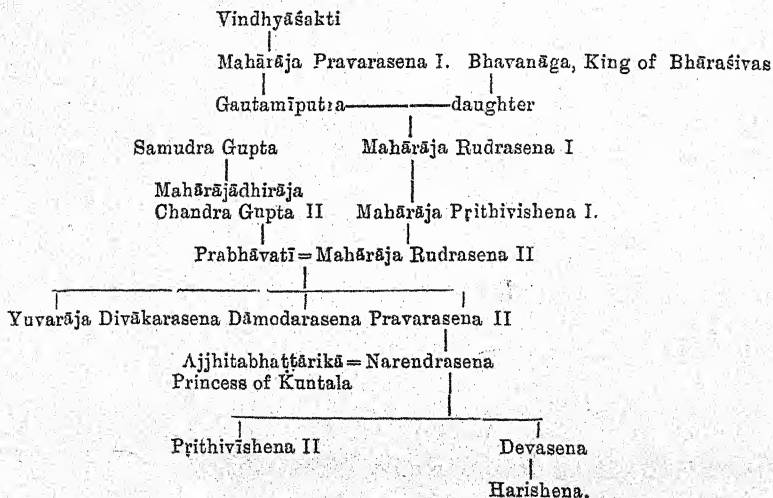 Vindhyāśakti
Mahārāja Pravarasena I. Bhavanāga, King of Bhāraśivas
Gautamīputra daughter
Samudra Gupta Mahārāja Rudrasena I
Mahārājādhirāja
Chandra Gupta II Mahārāja Pṛithivishena I.
Prabhāvatī = Mahārāja Rudrasena II
Yuvarāja Divākarasena Dāmodarasena Pravarasena II
Ajjhitabhaṭṭārikā = Narendrasena
Princess of Kuntala
Pṛithivīshena II Devasena
Harishena.